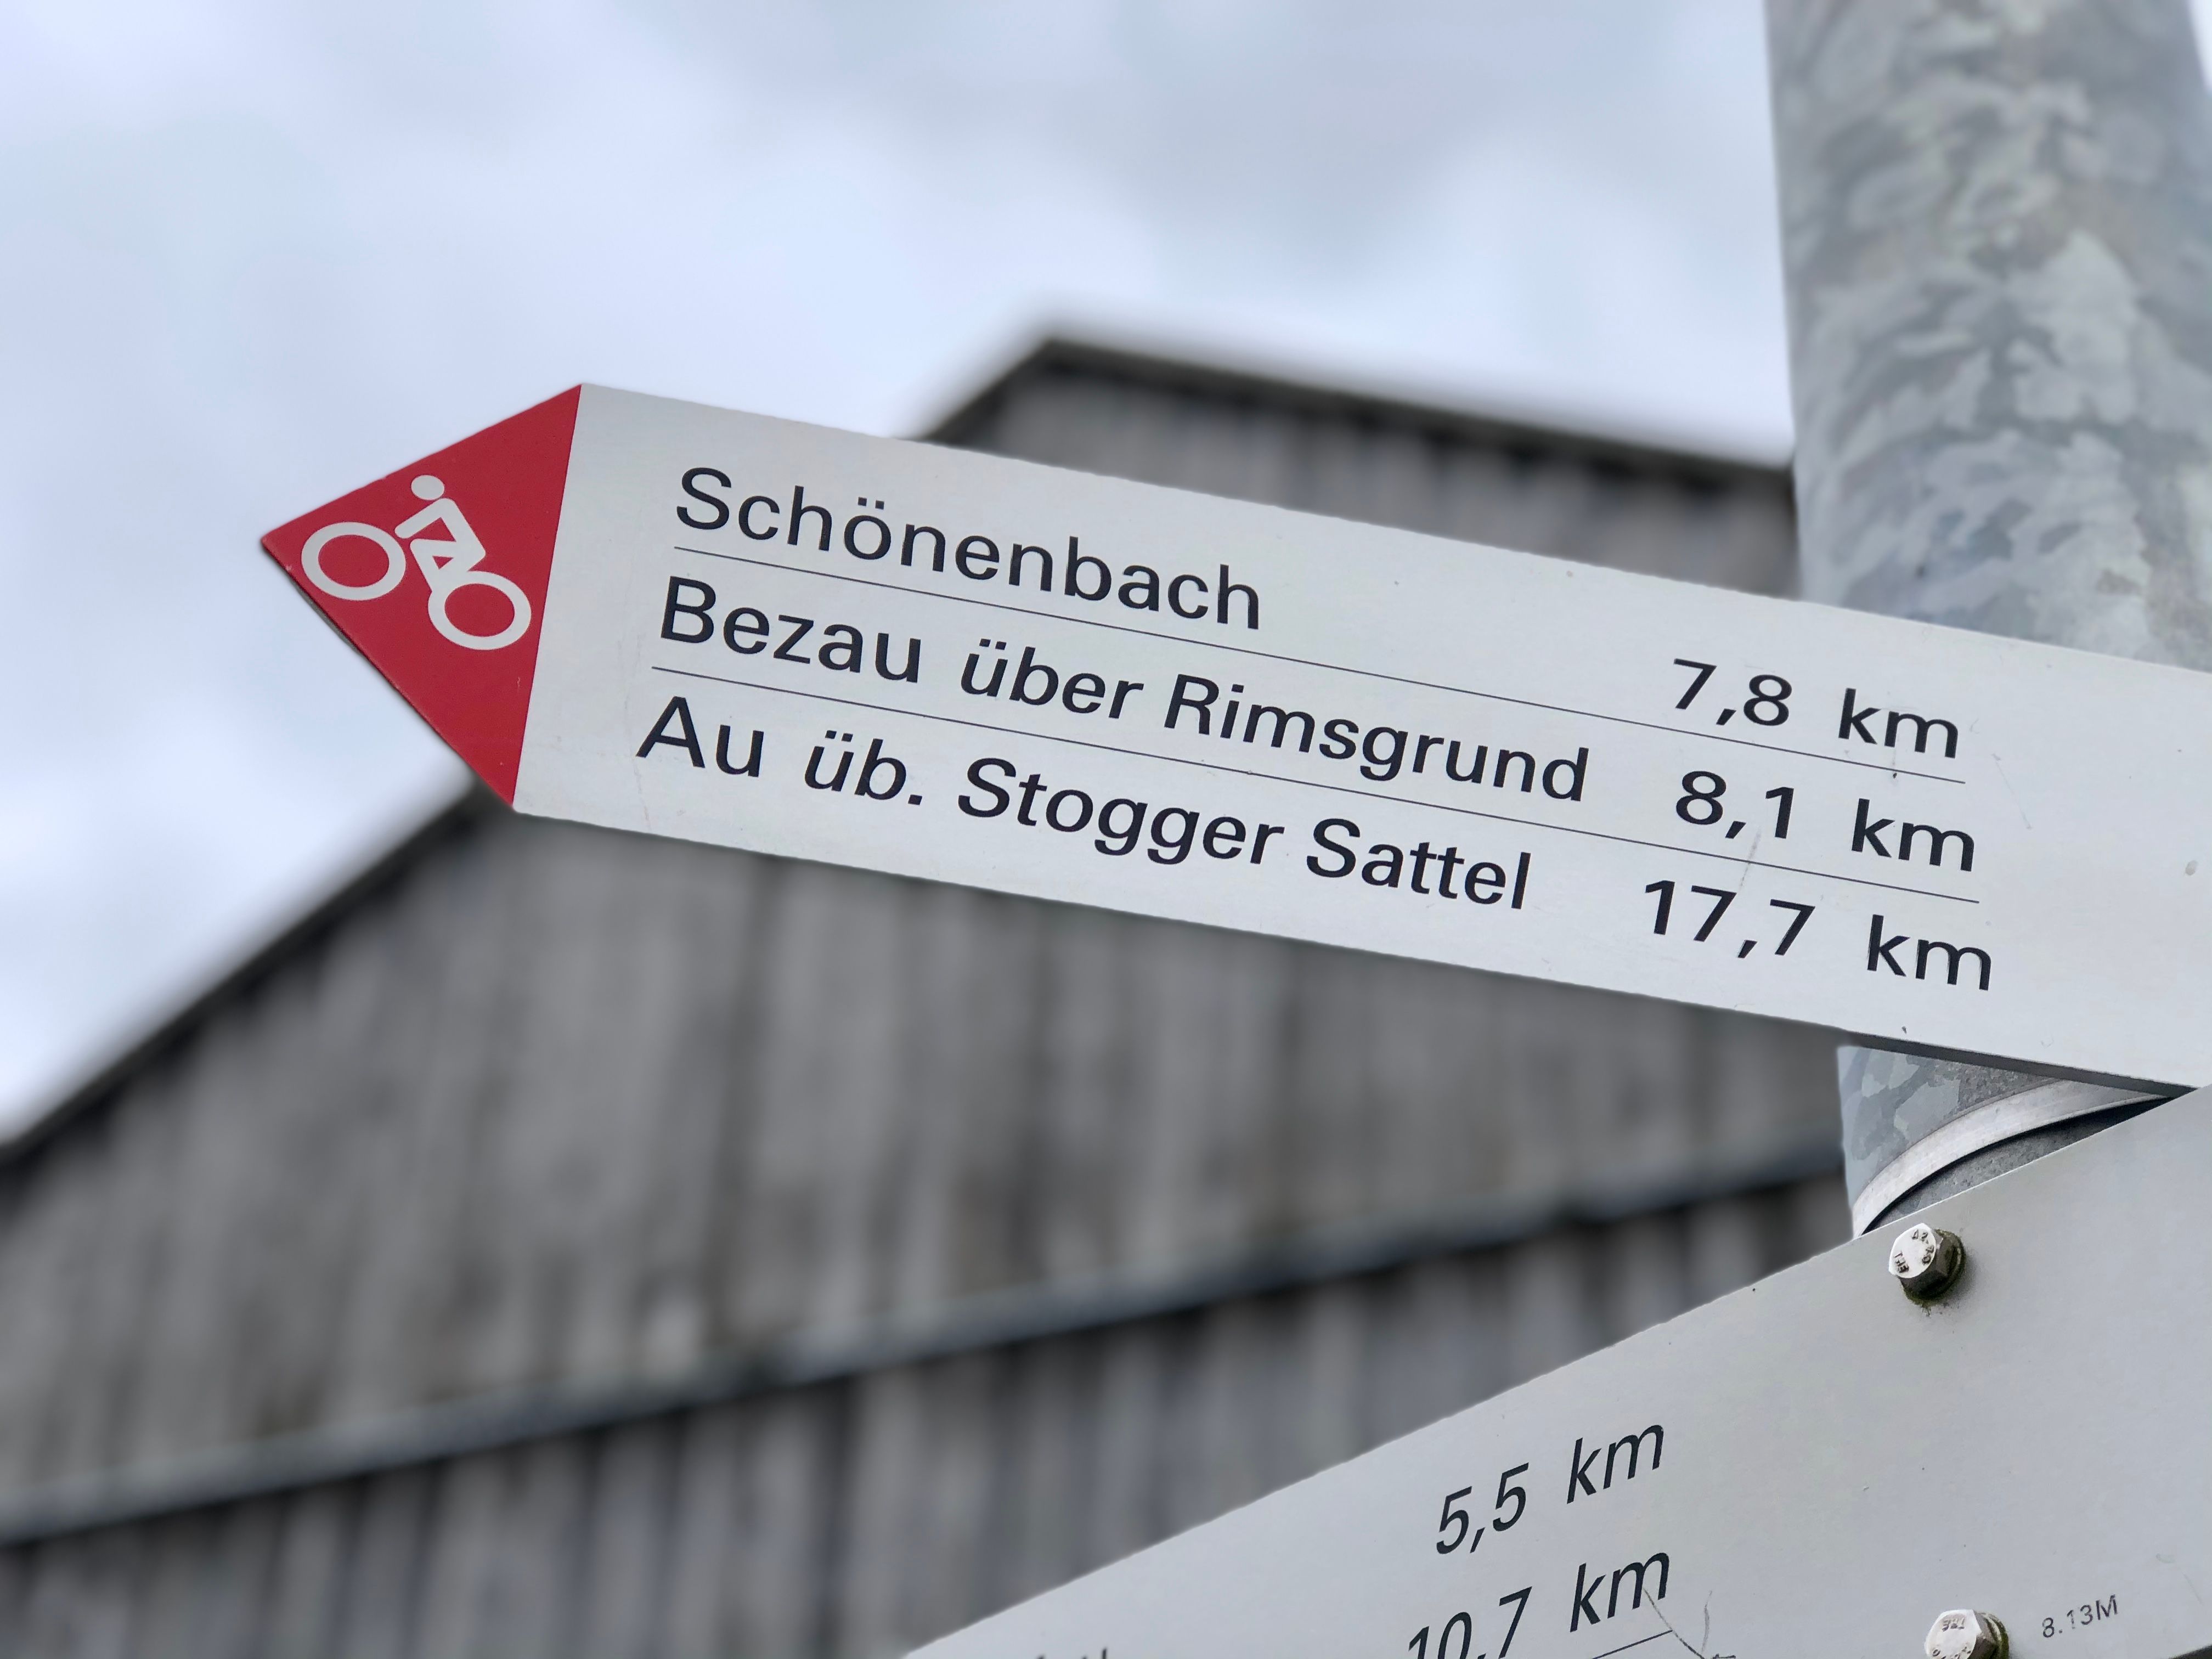 Schönenbach 7,8 km
Bezau über Rimsgrund 8,1 km
Au üb. Stogger Sattel 17,7 km
5,5 km
10,7 km
8.13M